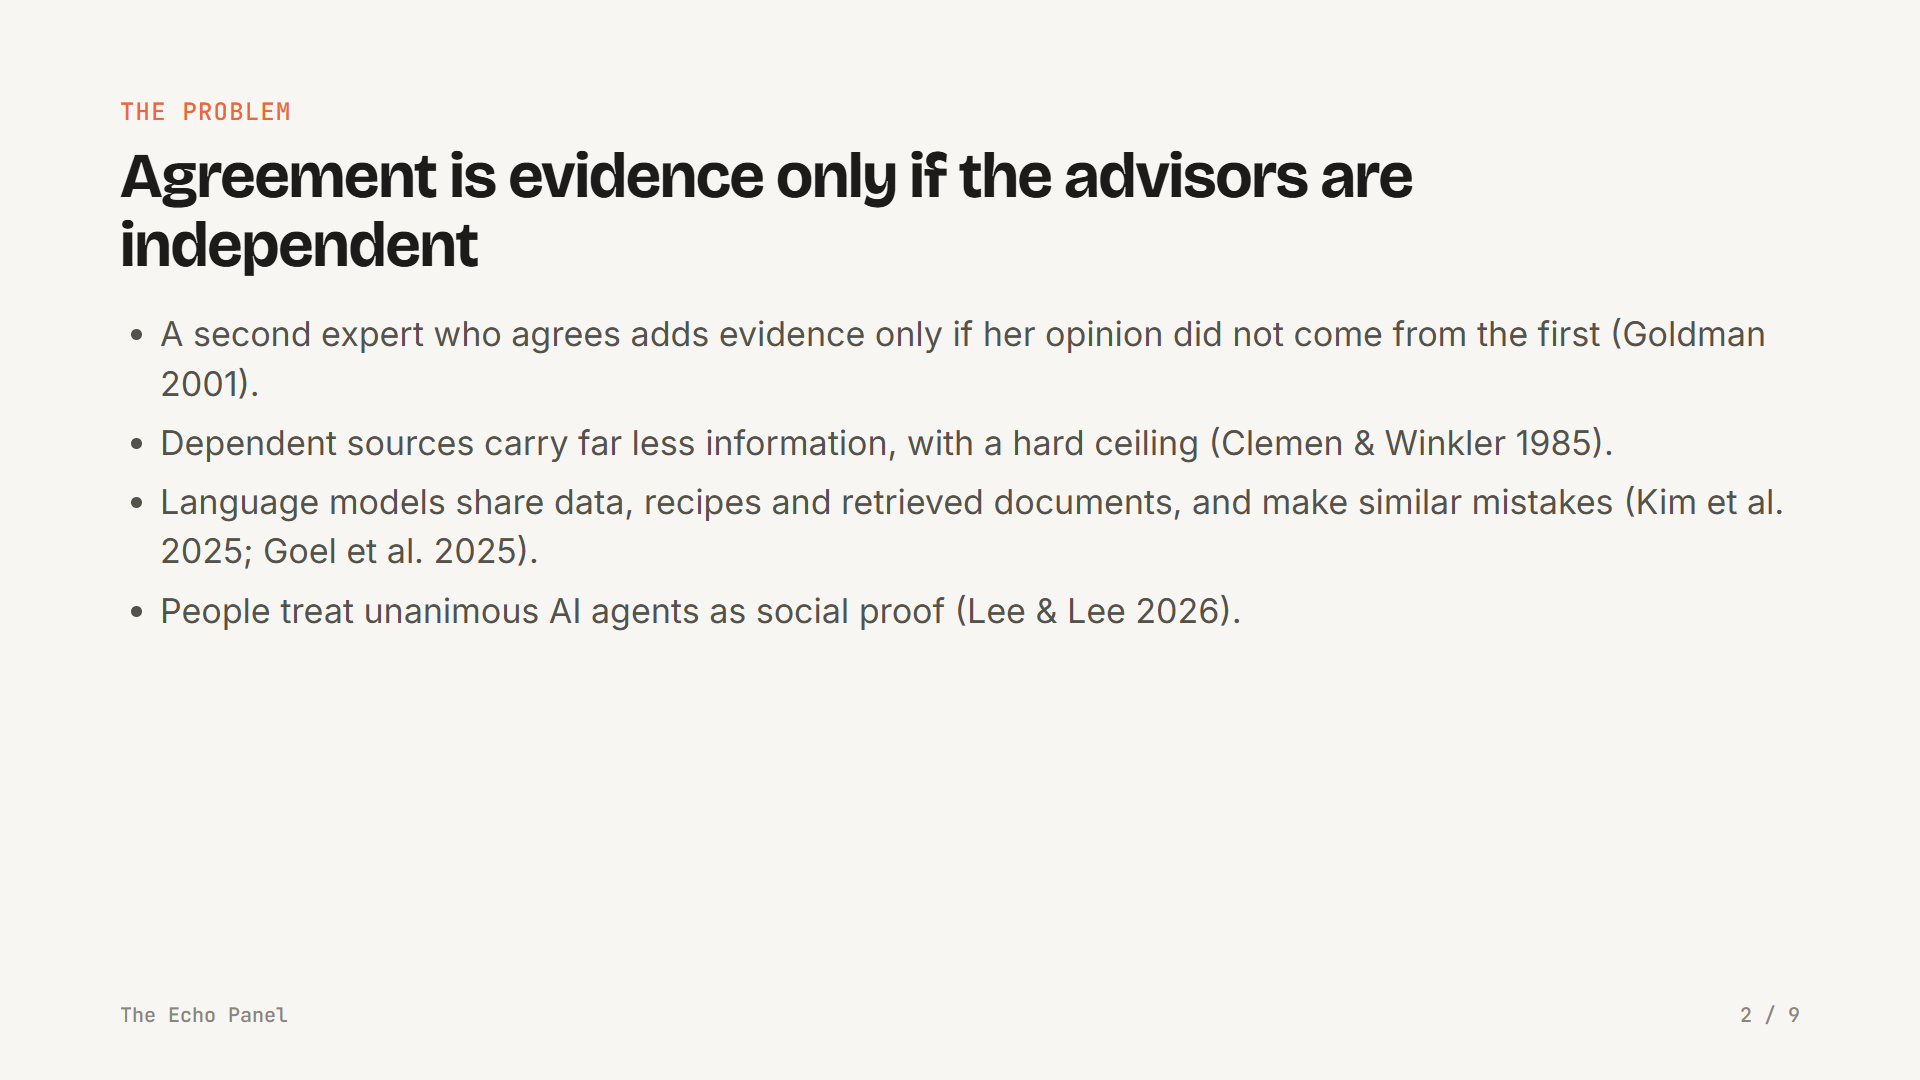 THE PROBLEM
Agreement is evidence only if the advisors are
independent
• A second expert who agrees adds evidence only if her opinion did not come from the first (Goldman
2001).
• Dependent sources carry far less information, with a hard ceiling (Clemen & Winkler 1985).
• Language models share data, recipes and retrieved documents, and make similar mistakes (Kim et al.
2025; Goel et al. 2025).
• People treat unanimous AI agents as social proof (Lee & Lee 2026).
The Echo Panel
2 / 9